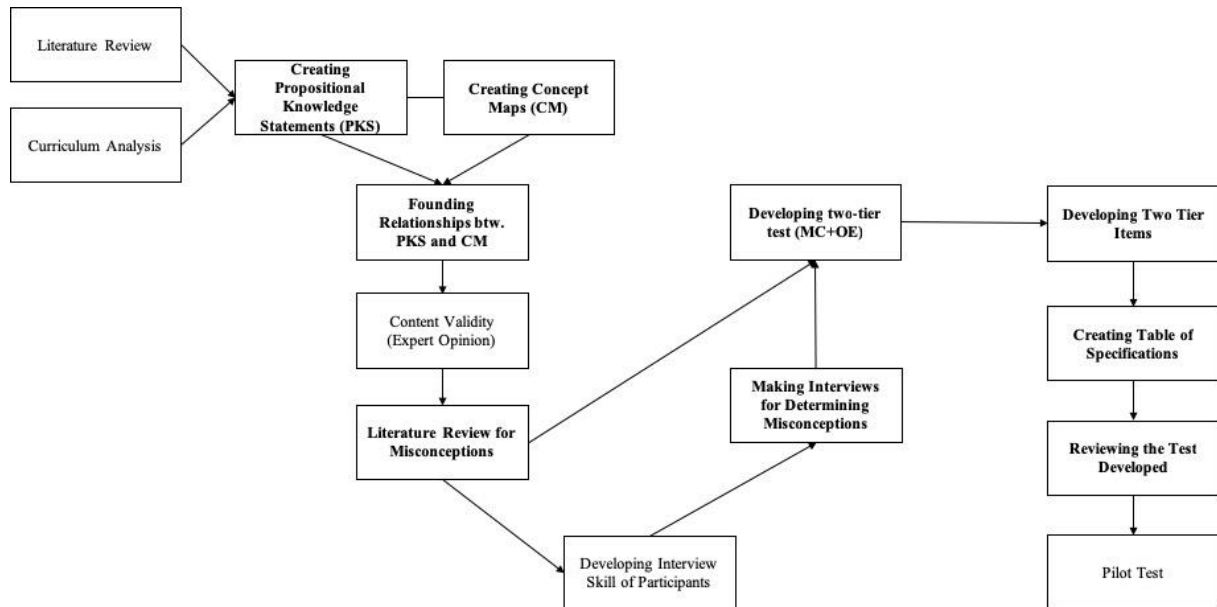 Literature Review
Curriculum Analysis
Creating
Propositional
Knowledge
Statements (PKS)
Creating Concept
Maps (CM)
Founding
Relationships btw.
PKS and CM
Content Validity
(Expert Opinion)
Literature Review for
Misconceptions
Developing Interview
Skill of Participants
Making Interviews
for Determining
Misconceptions
Developing two-tier
test (MC+OE)
Developing Two Tier
Items
Creating Table of
Specifications
Reviewing the Test
Developed
Pilot Test